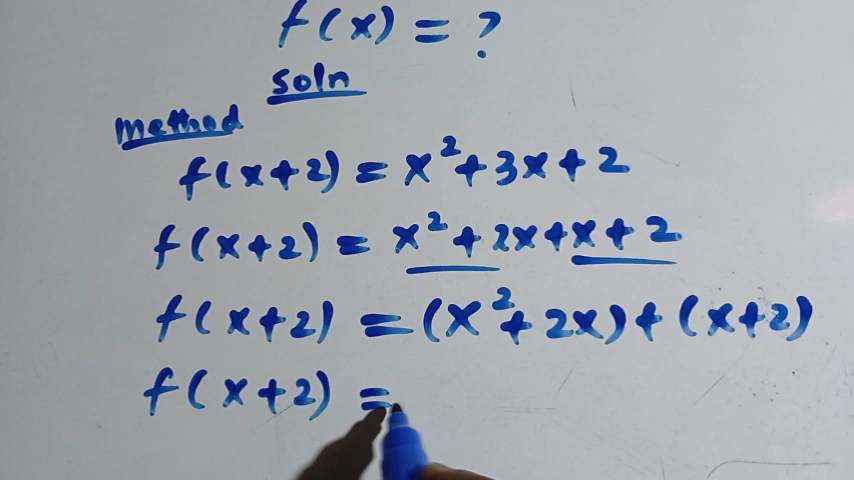 f(x) = ?
Soln
Method
f(x+2) = x²+3x+2
f(x+2) = x²+2x+x+2
f(x+2) = (x²+2x)+(x+2)
f(x+2) =